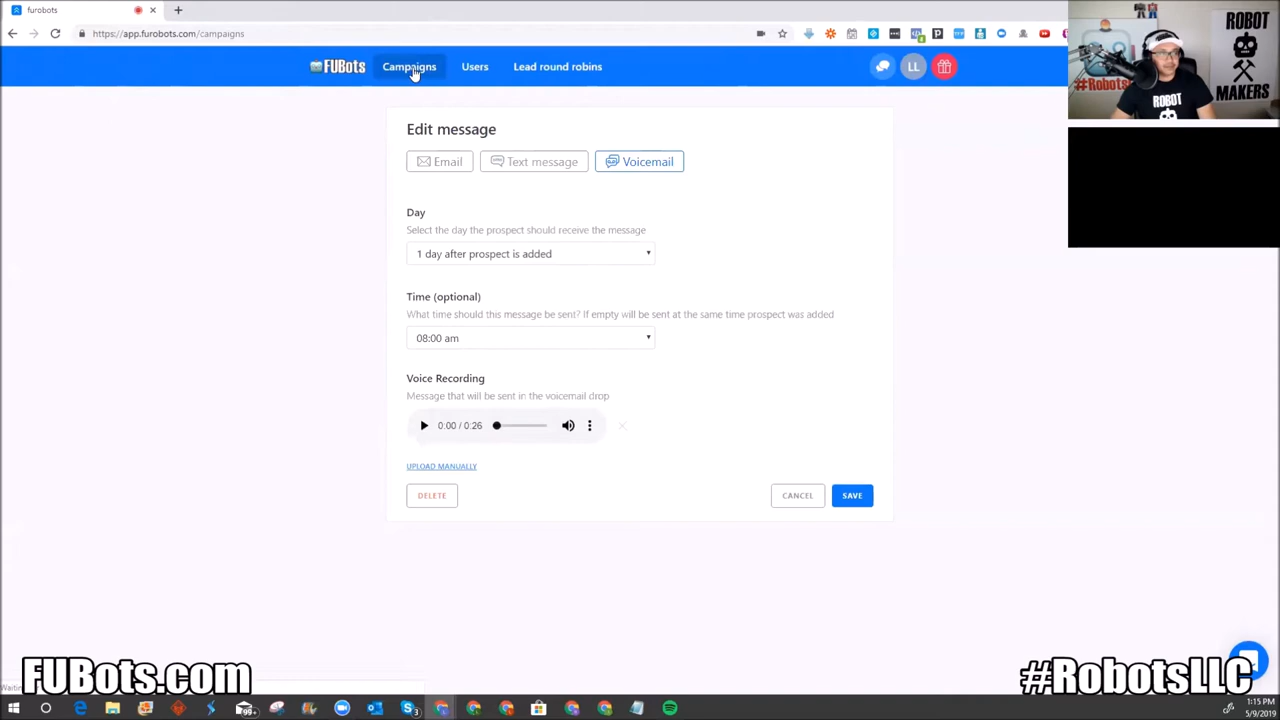 furobots
https://app.furobots.com/campaigns
FUBots
Campaigns
Users
Lead round robins
LL
Edit message
Email
Text message
Voicemail
Day
Select the day the prospect should receive the message
1 day after prospect is added
Time (optional)
What time should this message be sent? If empty will be sent at the same time prospect was added
08:00 am
Voice Recording
Message that will be sent in the voicemail drop
0:00 / 0:26
UPLOAD MANUALLY
DELETE
CANCEL
SAVE
ROBOT
MAKERS
ROBOT
#Robots
FUBots.com
#RobotsLLC
99+
3
1:15 PM
5/9/2019